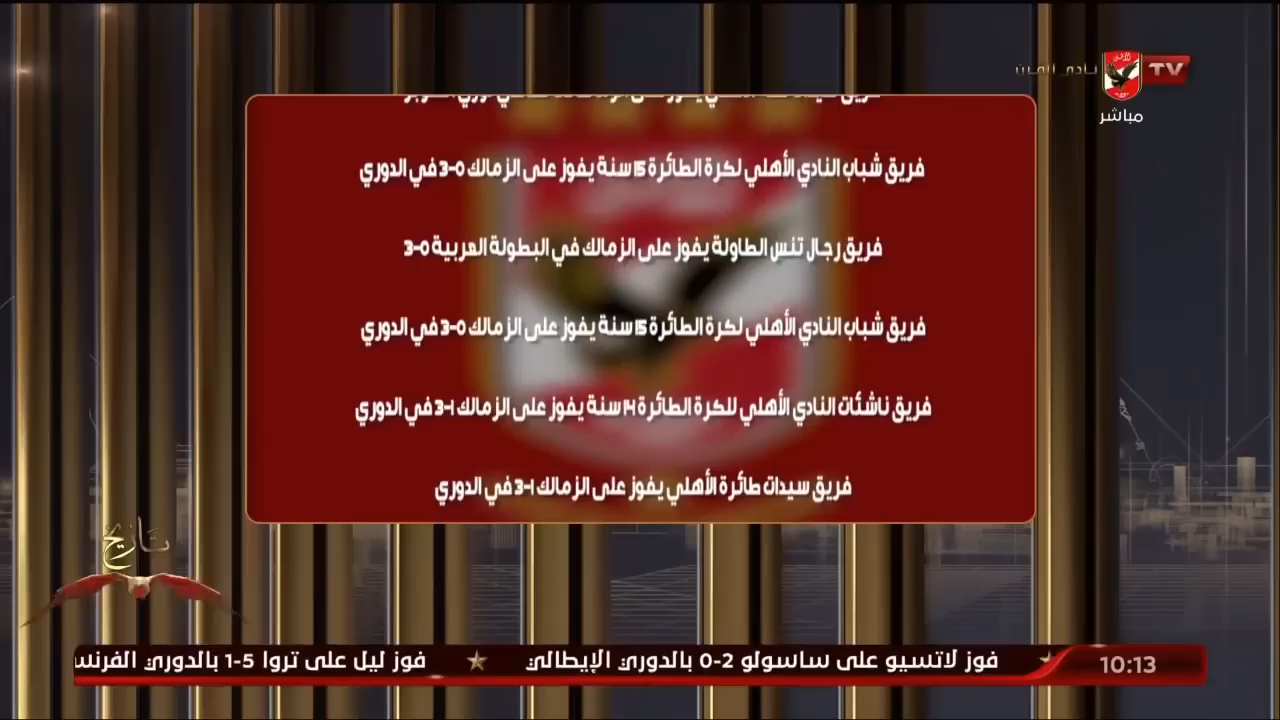 نادي القرن
TV
مباشر
فريق شباب النادي الأهلي لكرة الطائرة 15 سنة يفوز على الزمالك 0-3 في الدوري
فريق رجال تنس الطاولة يفوز على الزمالك في البطولة العربية 0-3
فريق شباب النادي الأهلي لكرة الطائرة 15 سنة يفوز على الزمالك 0-3 في الدوري
فريق ناشئات النادي الأهلي للكرة الطائرة 14 سنة يفوز على الزمالك 1-3 في الدوري
فريق سيدات طائرة الأهلي يفوز على الزمالك 1-3 في الدوري
تاريخ
10:13 فوز لاتسيو على ساسولو 2-0 بالدوري الإيطالي فوز ليل على تروا 5-1 بالدوري الفرنس